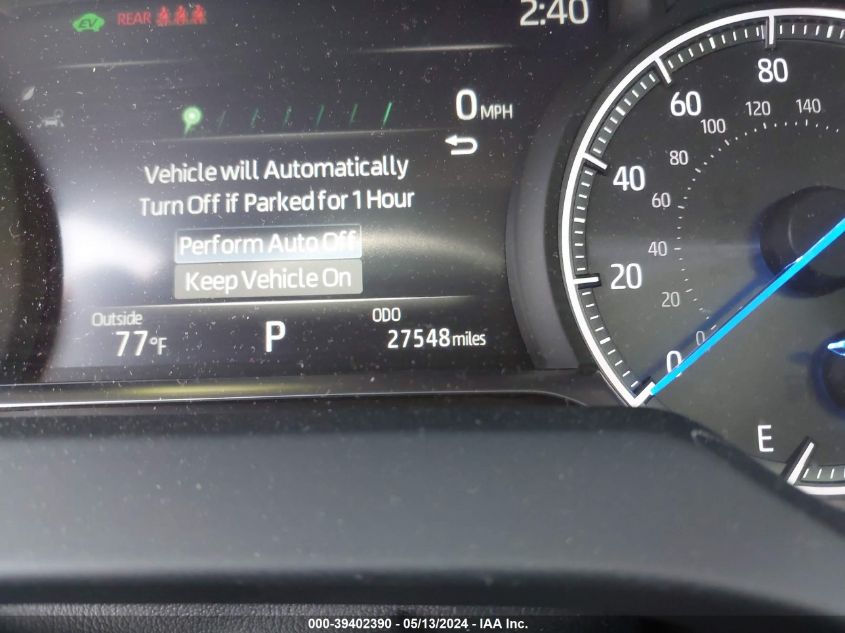 EV REAR 2:40
0 MPH
Vehicle will Automatically
Turn Off if Parked for 1 Hour
Perform Auto Off
Keep Vehicle On
Outside ODO
77°F P 27548 miles
80
60 120 140
100
40 80
60
20 40
20
0 0
E
000-39402390 - 05/13/2024 - IAA Inc.